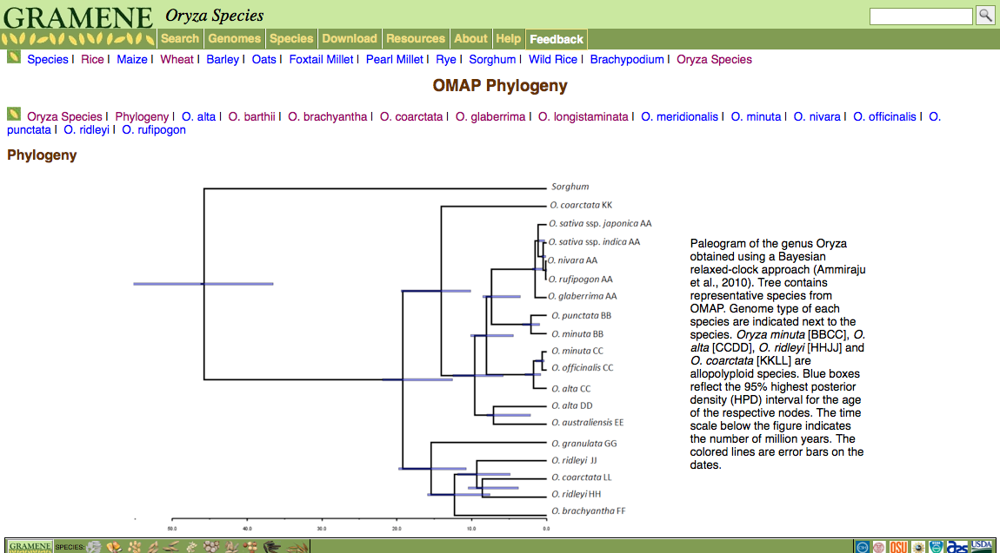 GRAMENE Oryza Species
Search Genomes Species Download Resources About Help Feedback
Species | Rice | Maize | Wheat | Barley | Oats | Foxtail Millet | Pearl Millet | Rye | Sorghum | Wild Rice | Brachypodium | Oryza Species
OMAP Phylogeny
Oryza Species | Phylogeny | O. alta | O. barthii | O. brachyantha | O. coarctata | O. glaberrima | O. longistaminata | O. meridionalis | O. minuta | O. nivara | O. officinalis | O.
punctata | O. ridleyi | O. rufipogon
Phylogeny
Sorghum
O. coarctata KK
O. sativa ssp. japonica AA
O. sativa ssp. indica AA
O. nivara AA
O. rufipogon AA
O. glaberrima AA
O. punctata BB
O. minuta BB
O. minuta CC
O. officinalis CC
O. alta CC
O. alta DD
O. australiensis EE
O. granulata GG
O. ridleyi JJ
O. coarctata LL
O. ridleyi HH
O. brachyantha FF
50.0 40.0 30.0 20.0 10.0 0.0
Paleogram of the genus Oryza
obtained using a Bayesian
relaxed-clock approach (Ammiraju
et al., 2010). Tree contains
representative species from
OMAP. Genome type of each
species are indicated next to the
species. Oryza minuta [BBCC], O.
alta [CCDD], O. ridleyi [HHJJ] and
O. coarctata [KKLL] are
allopolyploid species. Blue boxes
reflect the 95% highest posterior
density (HPD) interval for the age
of the respective nodes. The time
scale below the figure indicates
the number of million years. The
colored lines are error bars on the
dates.
GRAMENE SPECIES: OSU aes USDA